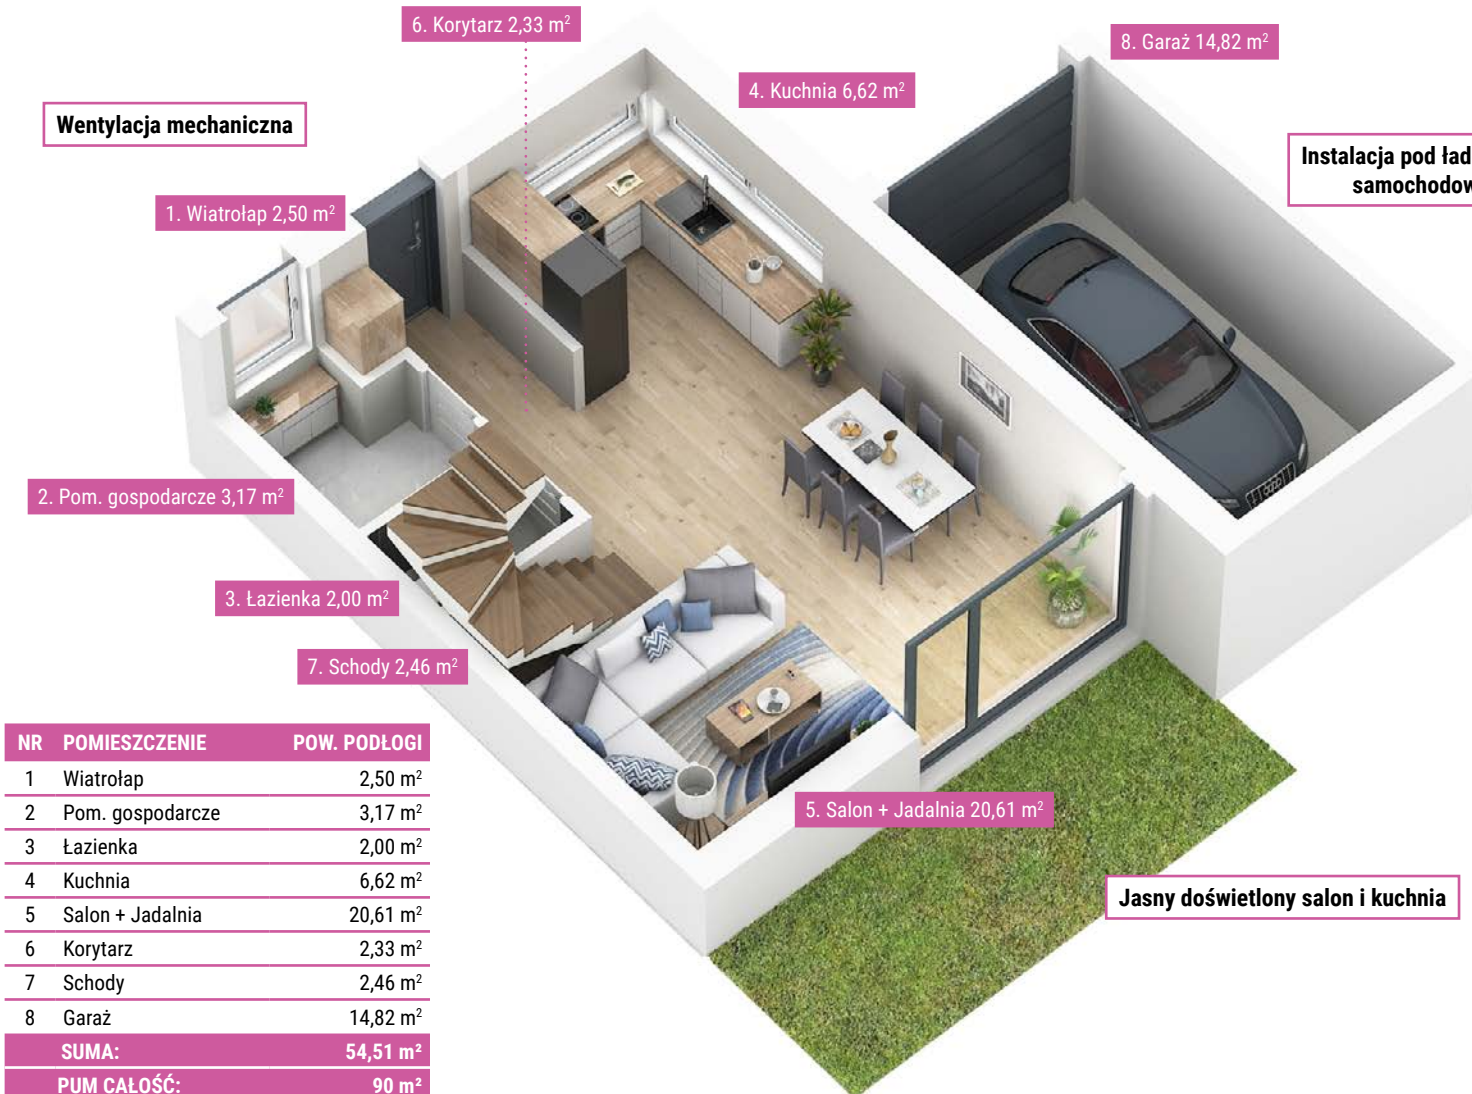 6. Korytarz 2,33 m²
8. Garaż 14,82 m²
4. Kuchnia 6,62 m²
Wentylacja mechaniczna
Instalacja pod
1. Wiatrołap 2,50 m²
2. Pom. gospodarcze 3,17 m²
3. Łazienka 2,00 m²
7. Schody 2,46 m²
5. Salon + Jadalnia 20,61 m²
Jasny doświetlony salon i kuchnia
NR POMIESZCZENIE POW. PODŁOGI
1 Wiatrołap 2,50 m²
2 Pom. gospodarcze 3,17 m²
3 Łazienka 2,00 m²
4 Kuchnia 6,62 m²
5 Salon + Jadalnia 20,61 m²
6 Korytarz 2,33 m²
7 Schody 2,46 m²
8 Garaż 14,82 m²
SUMA: 54,51 m²
PUM CAŁOŚĆ: 90 m²